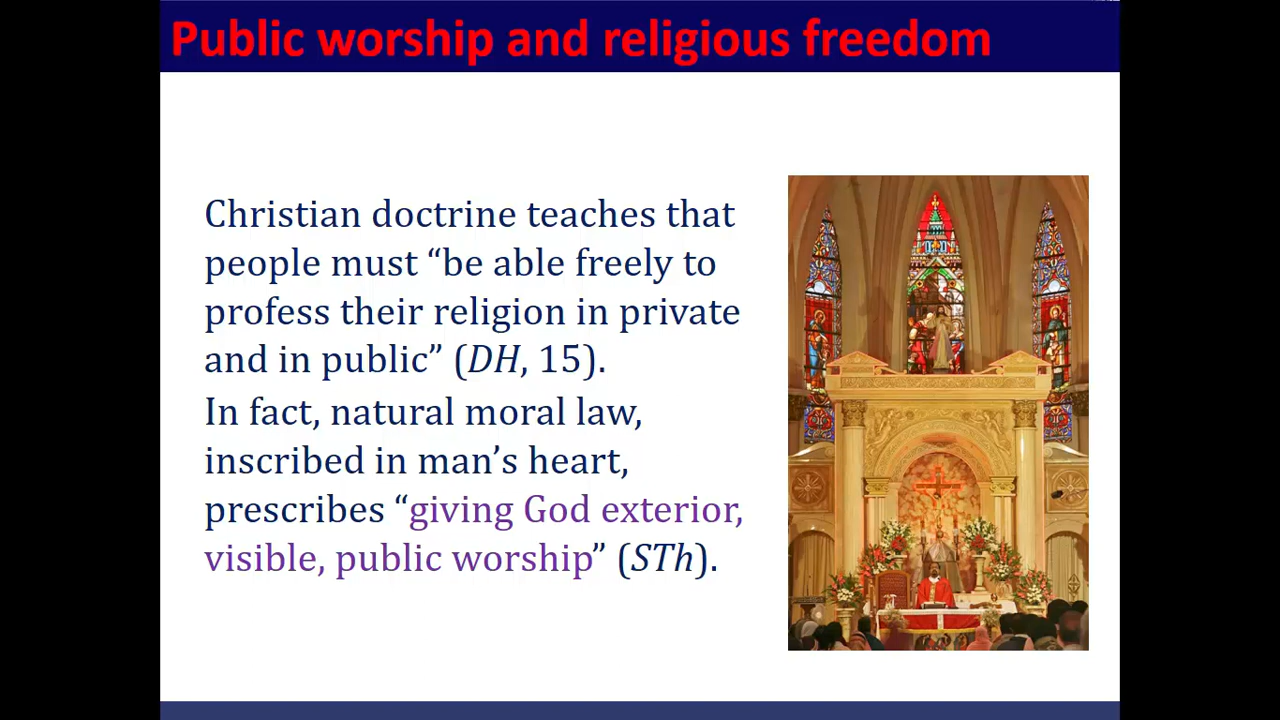 Public worship and religious freedom
Christian doctrine teaches that
people must “be able freely to
profess their religion in private
and in public” (DH, 15).
In fact, natural moral law,
inscribed in man’s heart,
prescribes “giving God exterior,
visible, public worship” (STh).